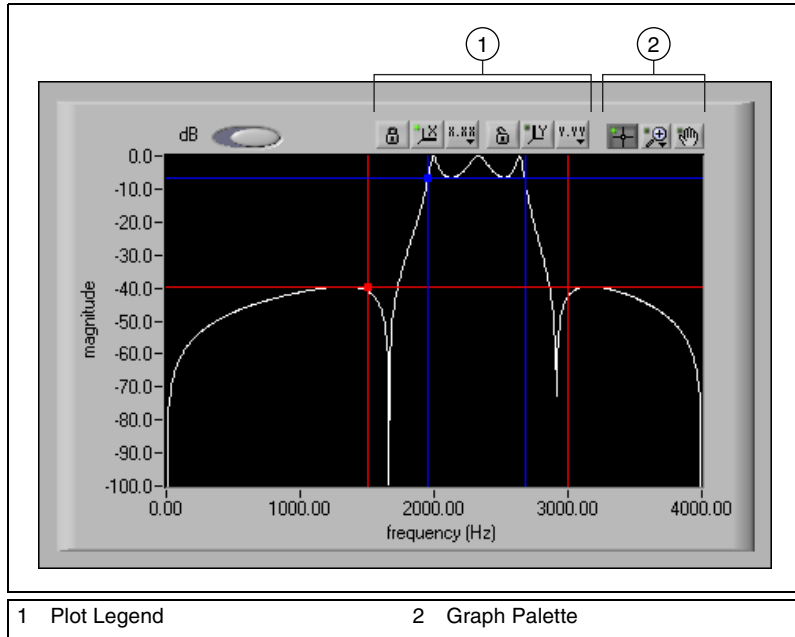 1 2
dB X Y
X.XX Y.YY
0.0
-10.0
-20.0
-30.0
-40.0
-50.0
-60.0
-70.0
-80.0
-90.0
-100.0
magnitude
0.00 1000.00 2000.00 3000.00 4000.00
frequency (Hz)
1 Plot Legend 2 Graph Palette